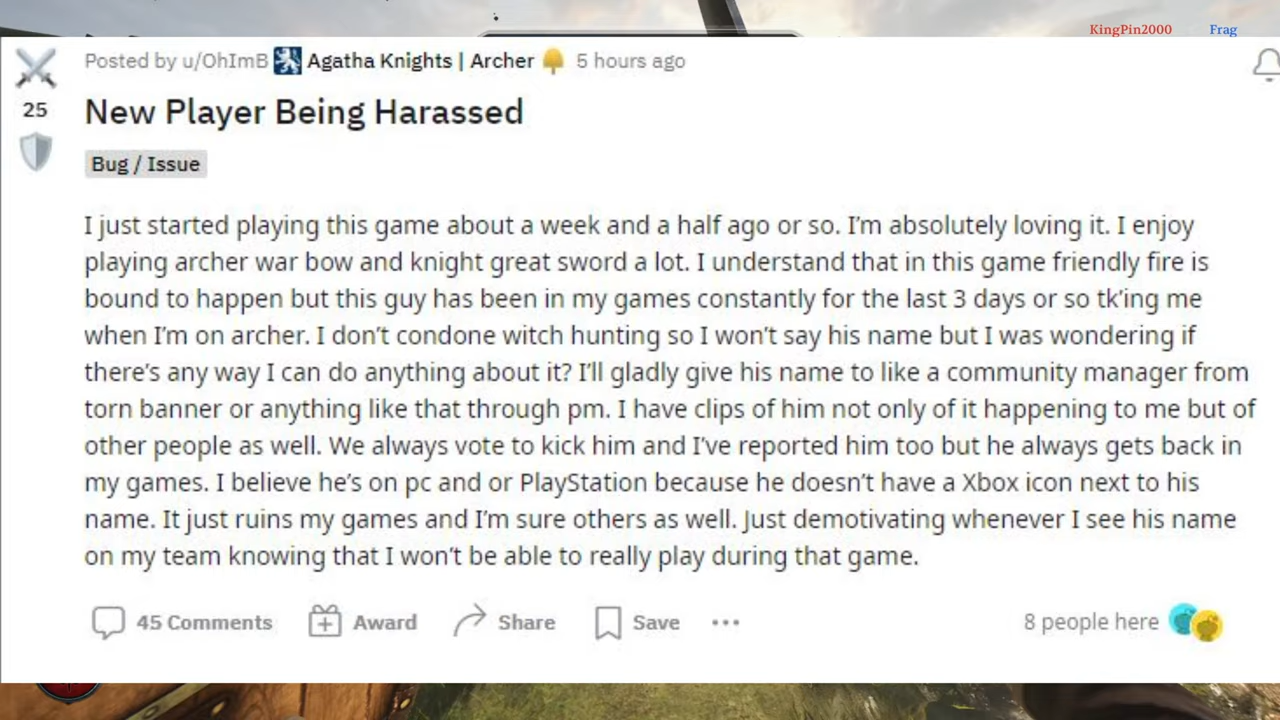 KingPin2000 Frag
Posted by u/OhImB Agatha Knights | Archer 5 hours ago
25
New Player Being Harassed
Bug / Issue
I just started playing this game about a week and a half ago or so. I’m absolutely loving it. I enjoy
playing archer war bow and knight great sword a lot. I understand that in this game friendly fire is
bound to happen but this guy has been in my games constantly for the last 3 days or so tk’ing me
when I’m on archer. I don’t condone witch hunting so I won’t say his name but I was wondering if
there’s any way I can do anything about it? I’ll gladly give his name to like a community manager from
torn banner or anything like that through pm. I have clips of him not only of it happening to me but of
other people as well. We always vote to kick him and I’ve reported him too but he always gets back in
my games. I believe he’s on pc and or PlayStation because he doesn’t have a Xbox icon next to his
name. It just ruins my games and I’m sure others as well. Just demotivating whenever I see his name
on my team knowing that I won’t be able to really play during that game.
45 Comments Award Share Save 8 people here